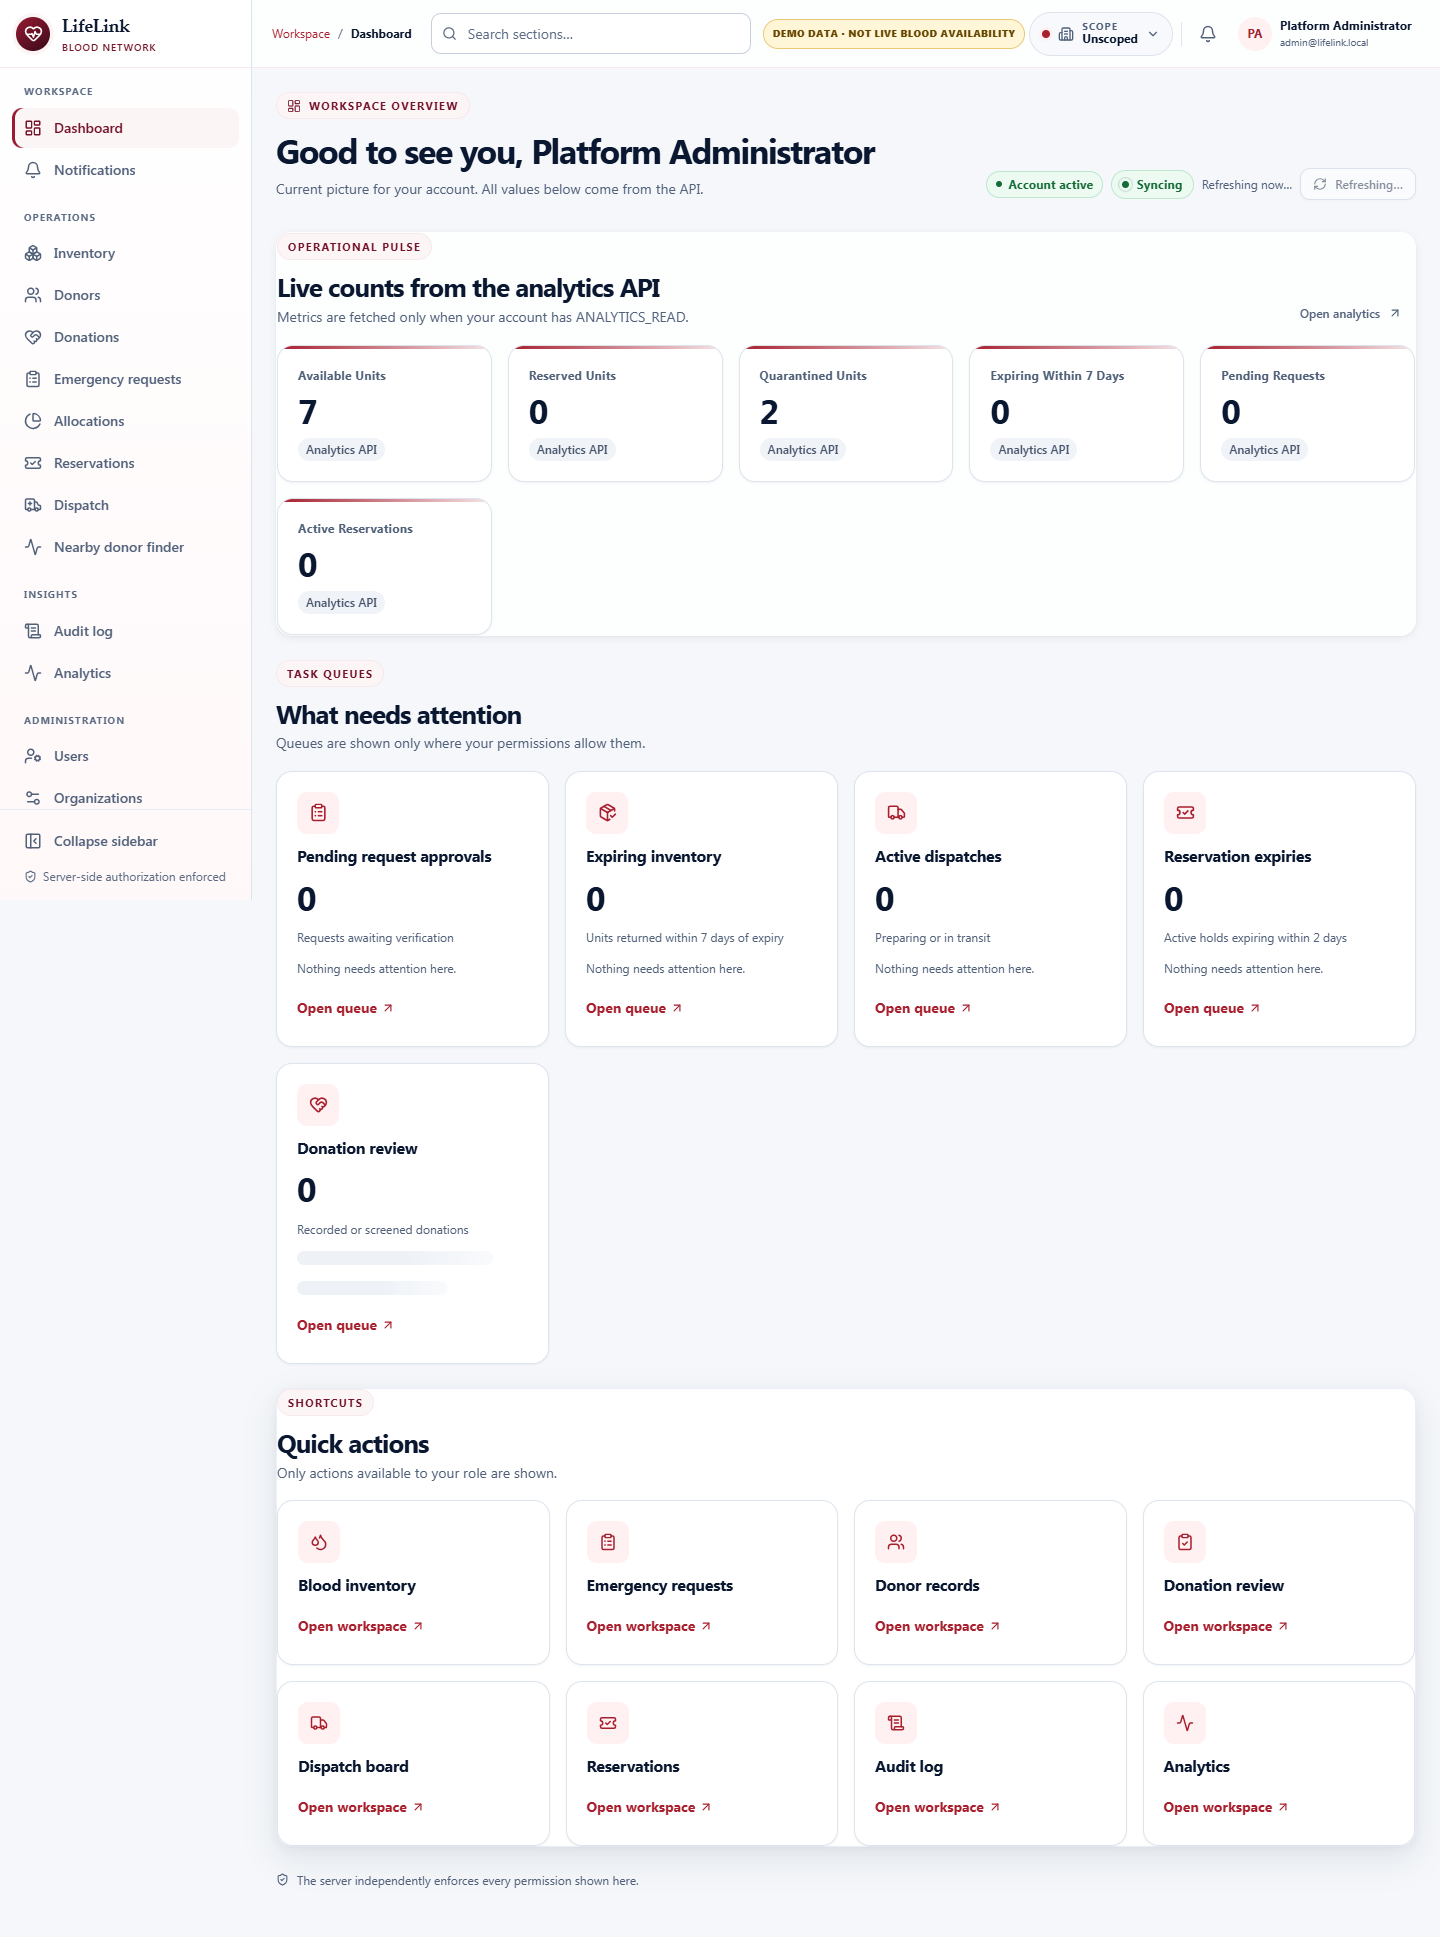 LifeLink
BLOOD NETWORK
WORKSPACE
Dashboard
Notifications
OPERATIONS
Inventory
Donors
Donations
Emergency requests
Allocations
Reservations
Dispatch
Nearby donor finder
INSIGHTS
Audit log
Analytics
ADMINISTRATION
Users
Organizations
Collapse sidebar
Server-side authorization enforced
Workspace / Dashboard
Search sections...
DEMO DATA · NOT LIVE BLOOD AVAILABILITY
SCOPE
Unscoped
PA
Platform Administrator
admin@lifelink.local
WORKSPACE OVERVIEW
Good to see you, Platform Administrator
Current picture for your account. All values below come from the API.
Account active
Syncing
Refreshing now...
Refreshing...
OPERATIONAL PULSE
Live counts from the analytics API
Metrics are fetched only when your account has ANALYTICS_READ.
Open analytics
Available Units
7
Analytics API
Reserved Units
0
Analytics API
Quarantined Units
2
Analytics API
Expiring Within 7 Days
0
Analytics API
Pending Requests
0
Analytics API
Active Reservations
0
Analytics API
TASK QUEUES
What needs attention
Queues are shown only where your permissions allow them.
Pending request approvals
0
Requests awaiting verification
Nothing needs attention here.
Open queue
Expiring inventory
0
Units returned within 7 days of expiry
Nothing needs attention here.
Open queue
Active dispatches
0
Preparing or in transit
Nothing needs attention here.
Open queue
Reservation expiries
0
Active holds expiring within 2 days
Nothing needs attention here.
Open queue
Donation review
0
Recorded or screened donations
Open queue
SHORTCUTS
Quick actions
Only actions available to your role are shown.
Blood inventory
Open workspace
Emergency requests
Open workspace
Donor records
Open workspace
Donation review
Open workspace
Dispatch board
Open workspace
Reservations
Open workspace
Audit log
Open workspace
Analytics
Open workspace
The server independently enforces every permission shown here.